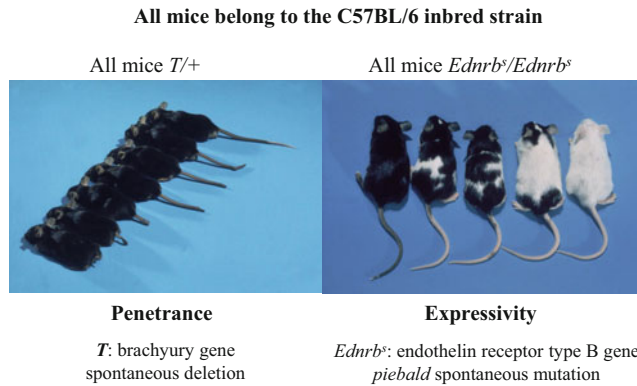 All mice belong to the C57BL/6 inbred strain
All mice T/+
All mice Ednrbˢ/Ednrbˢ
Penetrance
Expressivity
T: brachyury gene
spontaneous deletion
Ednrbˢ: endothelin receptor type B gene
piebald spontaneous mutation